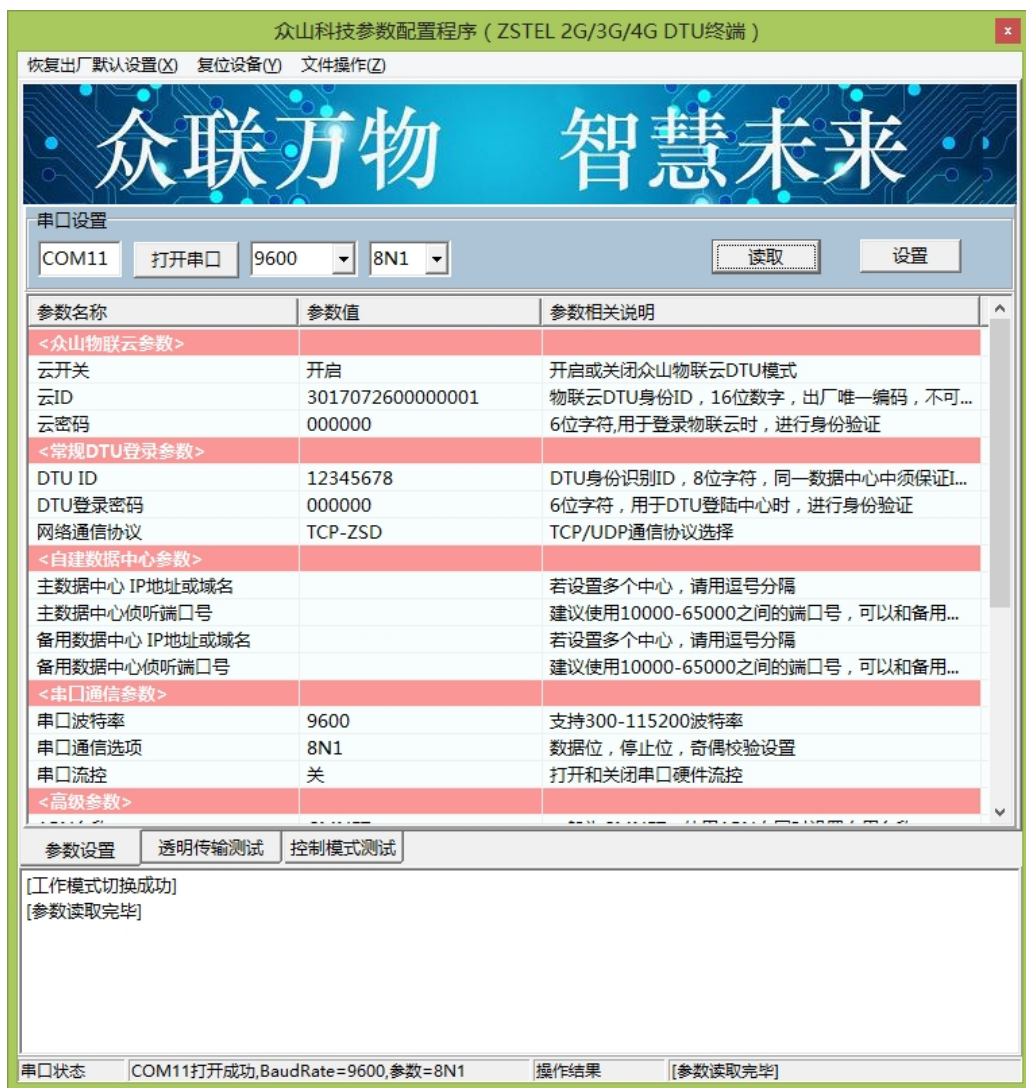 众山科技参数配置程序（ZSTEL 2G/3G/4G DTU终端）
x
恢复出厂默认设置(X) 复位设备(Y) 文件操作(Z)
众联万物 智慧未来
串口设置
COM11 打开串口 9600 8N1 读取 设置
参数名称 参数值 参数相关说明
<众山物联云参数>
云开关 开启 开启或关闭众山物联云DTU模式
云ID 3017072600000001 物联云DTU身份ID，16位数字，出厂唯一编码，不可...
云密码 000000 6位字符,用于登录物联云时，进行身份验证
<常规DTU登录参数>
DTU ID 12345678 DTU身份识别ID，8位字符，同一数据中心中须保证I...
DTU登录密码 000000 6位字符，用于DTU登陆中心时，进行身份验证
网络通信协议 TCP-ZSD TCP/UDP通信协议选择
<自建数据中心参数>
主数据中心 IP地址或域名 若设置多个中心，请用逗号分隔
主数据中心侦听端口号 建议使用10000-65000之间的端口号，可以和备用...
备用数据中心 IP地址或域名 若设置多个中心，请用逗号分隔
备用数据中心侦听端口号 建议使用10000-65000之间的端口号，可以和备用...
<串口通信参数>
串口波特率 9600 支持300-115200波特率
串口通信选项 8N1 数据位，停止位，奇偶校验设置
串口流控 关 打开和关闭串口硬件流控
<高级参数>
参数设置 透明传输测试 控制模式测试
[工作模式切换成功]
[参数读取完毕]
串口状态 COM11打开成功,BaudRate=9600,参数=8N1 操作结果 [参数读取完毕]